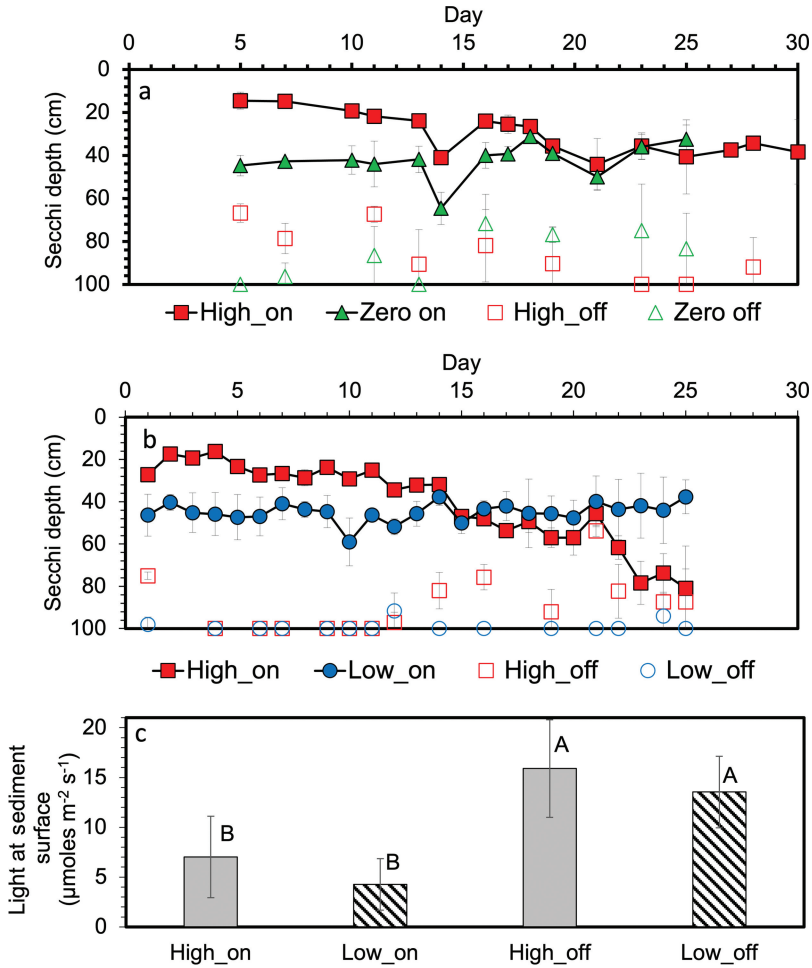 Day
0 5 10 15 20 25 30
a
Secchi depth (cm)
0
20
40
60
80
100
High_on Zero on High_off Zero off
Day
0 5 10 15 20 25 30
b
Secchi depth (cm)
0
20
40
60
80
100
High_on Low_on High_off Low_off
c
Light at sediment
surface
(µmoles m-2 s-1)
20
15
10
5
0
B
B
A
A
High_on Low_on High_off Low_off